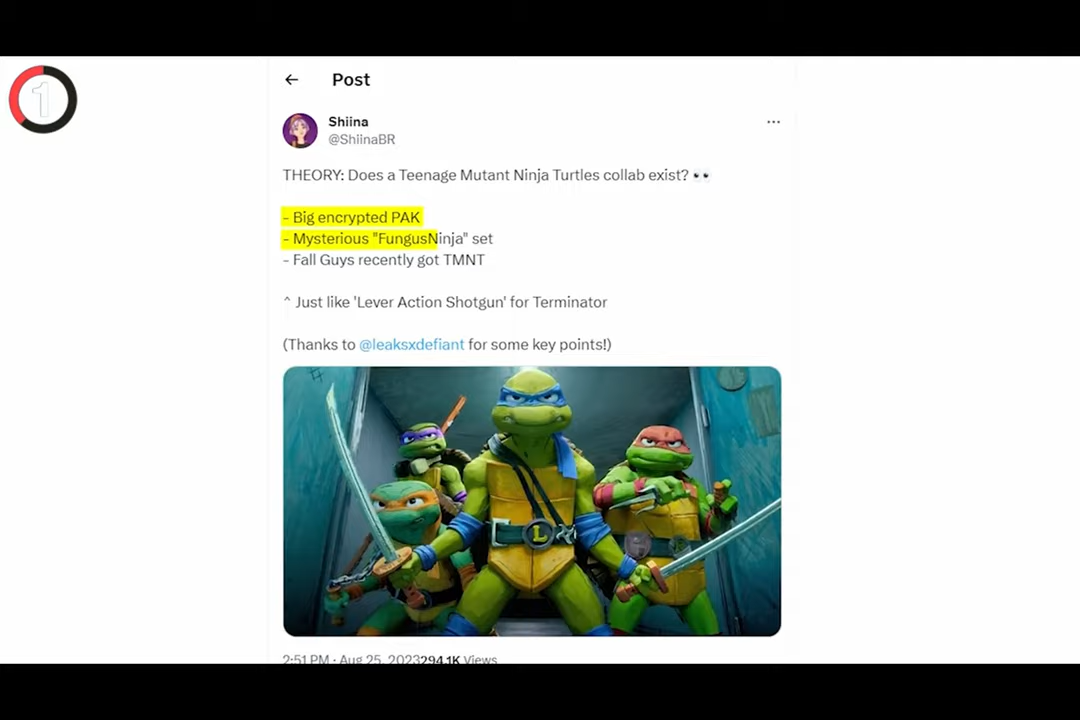 1
Post
Shiina
@ShiinaBR
THEORY: Does a Teenage Mutant Ninja Turtles collab exist? 👀
- Big encrypted PAK
- Mysterious "FungusNinja" set
- Fall Guys recently got TMNT
^ Just like 'Lever Action Shotgun' for Terminator
(Thanks to @leaksxdefiant for some key points!)
L
2:51 PM · Aug 25, 2023 294.1K Views